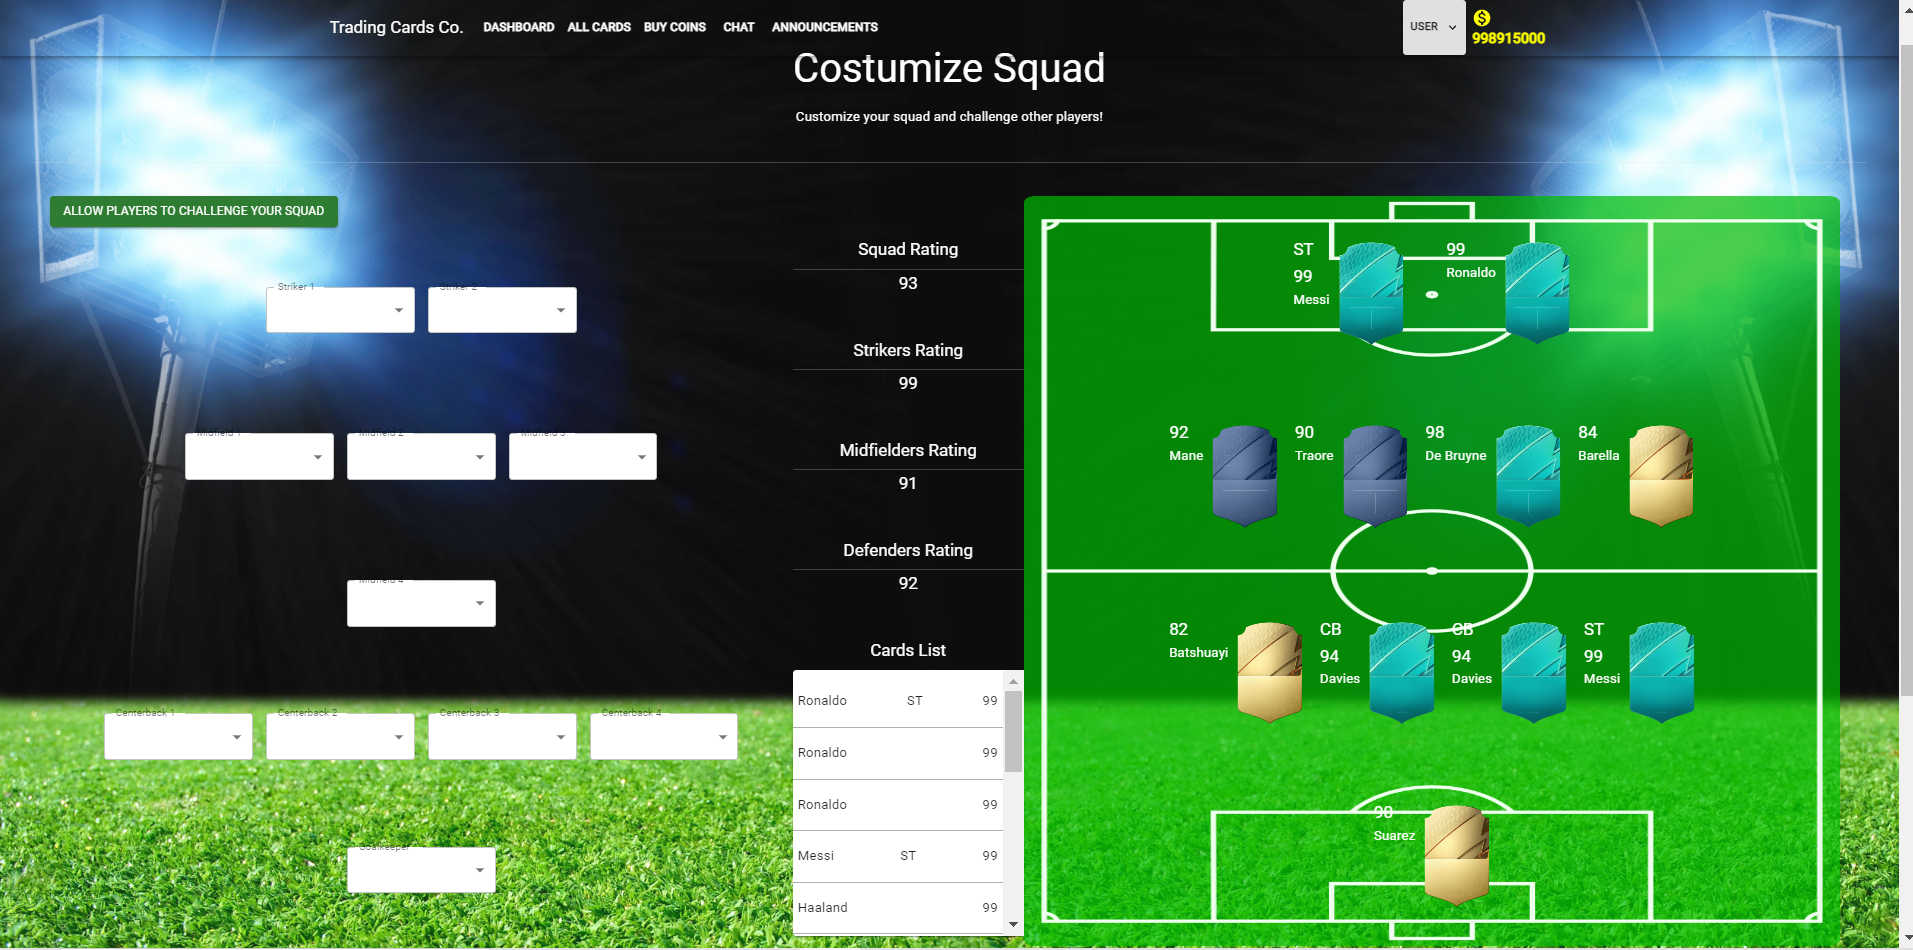 Trading Cards Co. DASHBOARD ALL CARDS BUY COINS CHAT ANNOUNCEMENTS USER 998915000
Costumize Squad
Customize your squad and challenge other players!
ALLOW PLAYERS TO CHALLENGE YOUR SQUAD
Striker 1 Striker 2
Midfield 1 Midfield 2 Midfield 3
Midfield 4
Centerback 1 Centerback 2 Centerback 3 Centerback 4
Goalkeeper
Squad Rating
93
Strikers Rating
99
Midfielders Rating
91
Defenders Rating
92
Cards List
Ronaldo ST 99
Ronaldo 99
Ronaldo 99
Messi ST 99
Haaland 99
ST
99
Messi
99
Ronaldo
92
Mane
90
Traore
98
De Bruyne
84
Barella
82
Batshuayi
CB
94
Davies
CB
94
Davies
ST
99
Messi
Suarez